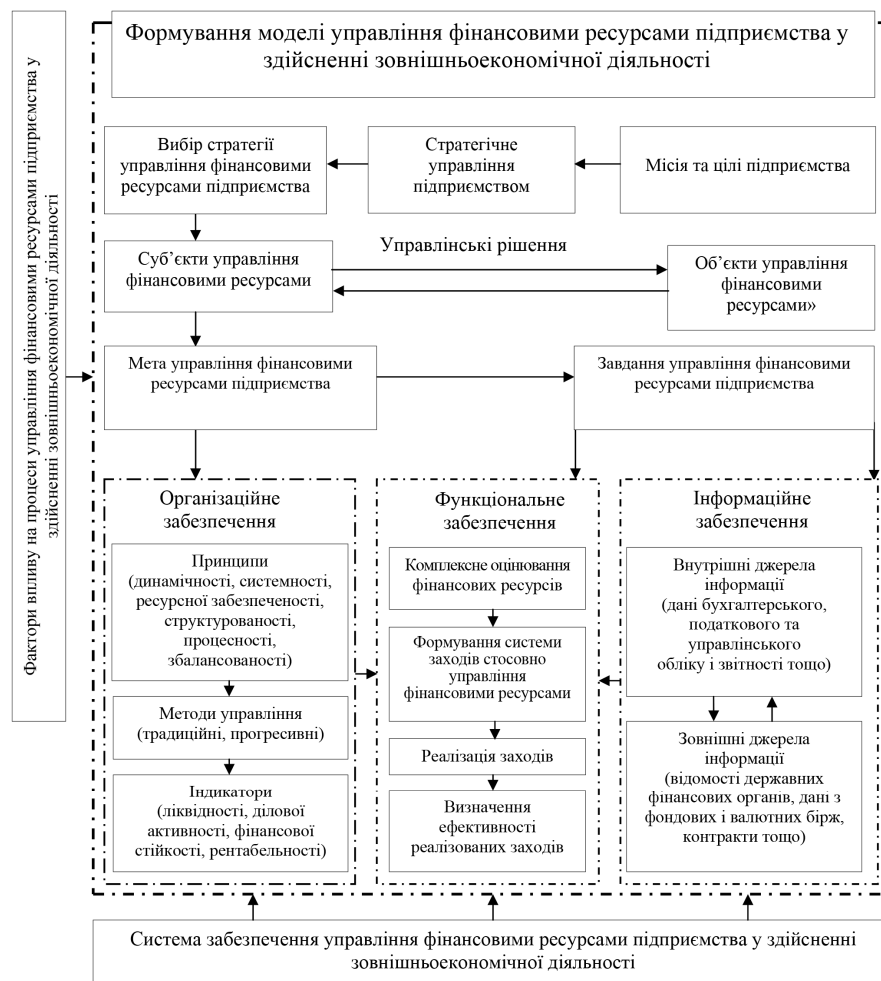 Фактори впливу на процеси управління фінансовими ресурсами підприємства у
здійсненні зовнішньоекономічної діяльності
Формування моделі управління фінансовими ресурсами підприємства у
здійсненні зовнішньоекономічної діяльності
Вибір стратегії
управління фінансовими
ресурсами підприємства
Стратегічне
управління
підприємством
Місія та цілі підприємства
Суб’єкти управління
фінансовими ресурсами
Управлінські рішення
Об’єкти управління
фінансовими
ресурсами»
Мета управління фінансовими
ресурсами підприємства
Завдання управління фінансовими
ресурсами підприємства
Організаційне
забезпечення
Принципи
(динамічності, системності,
ресурсної забезпеченості,
структурованості,
процесності,
збалансованості)
Методи управління
(традиційні, прогресивні)
Індикатори
(ліквідності, ділової
активності, фінансової
стійкості, рентабельності)
Функціональне
забезпечення
Комплексне оцінювання
фінансових ресурсів
Формування системи
заходів стосовно
управління
фінансовими ресурсами
Реалізація заходів
Визначення
ефективності
реалізованих заходів
Інформаційне
забезпечення
Внутрішні джерела
інформації
(дані бухгалтерського,
податкового та
управлінського
обліку і звітності тощо)
Зовнішні джерела
інформації
(відомості державних
фінансових органів, дані з
фондових і валютних бірж,
контракти тощо)
Система забезпечення управління фінансовими ресурсами підприємства у здійсненні
зовнішньоекономічної діяльності